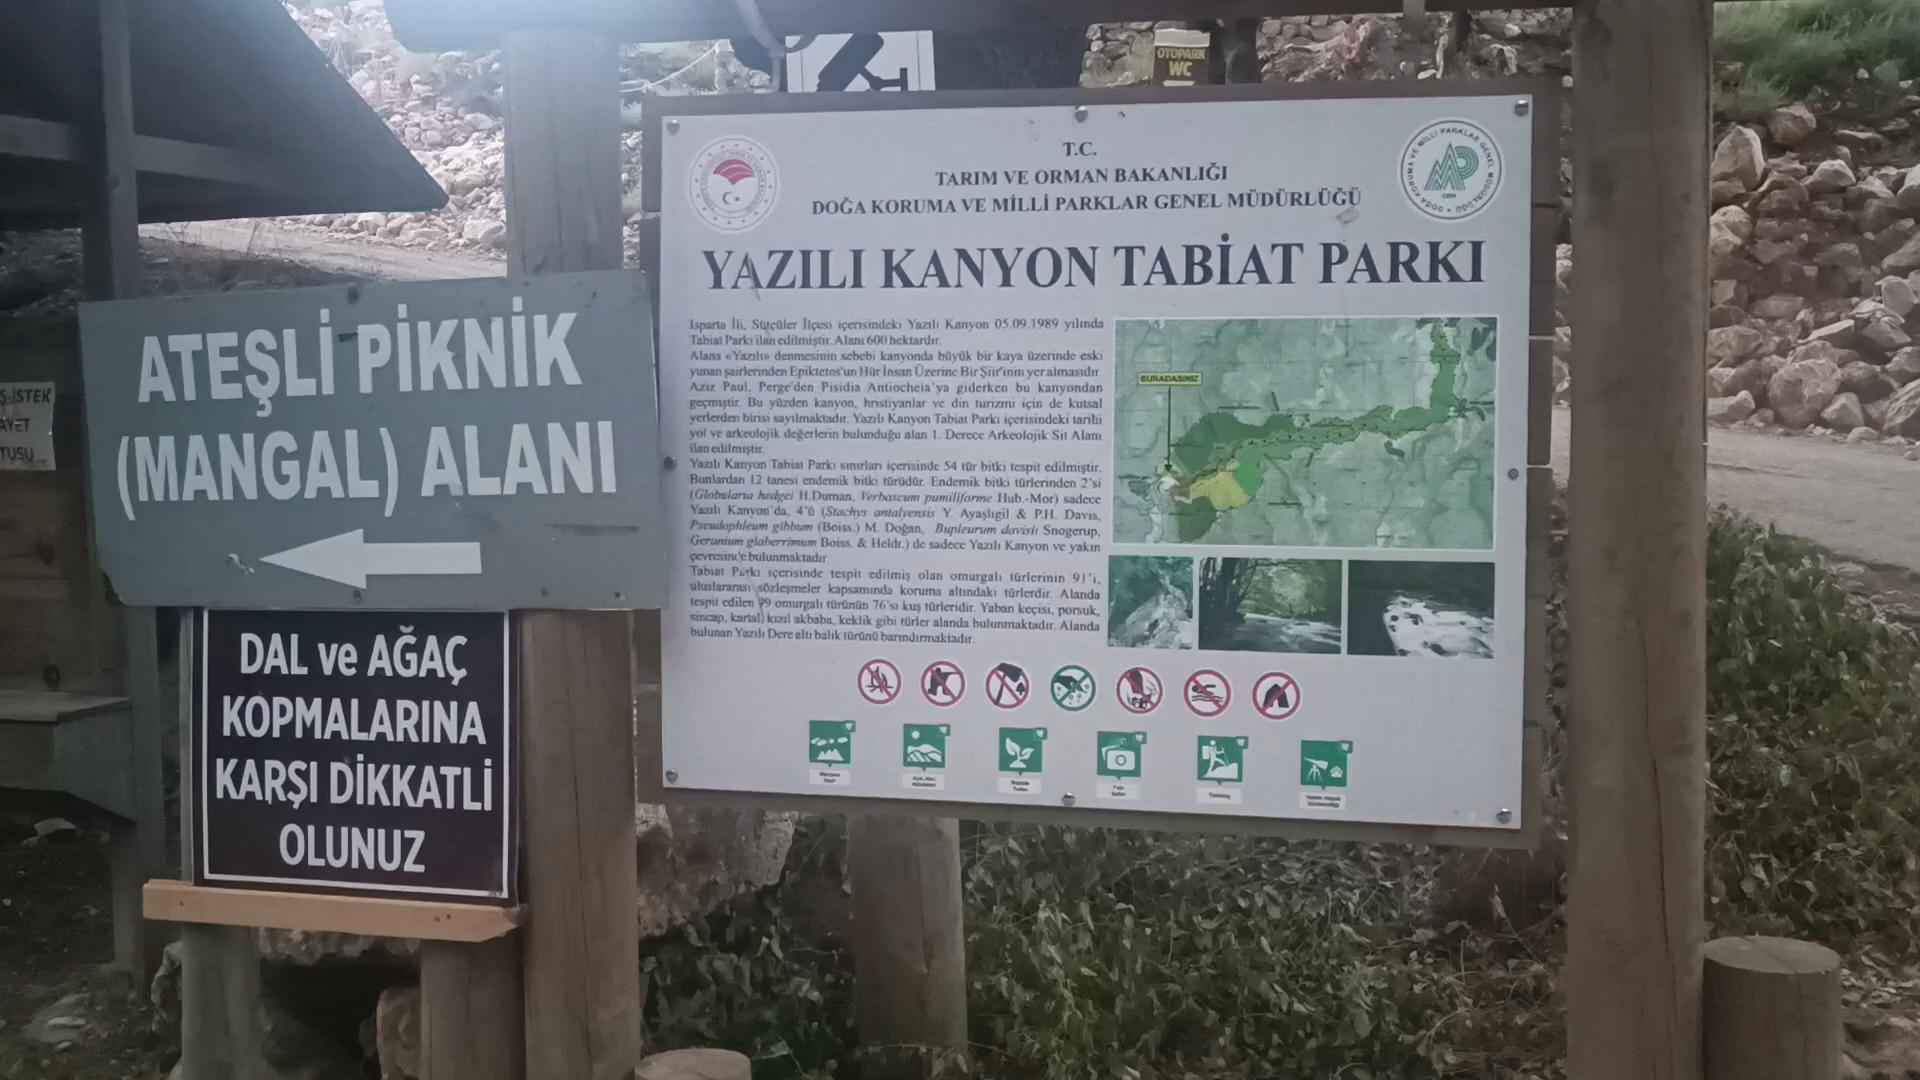 OTOPARK
WC
T.C.
TARIM VE ORMAN BAKANLIĞI
DOĞA KORUMA VE MİLLİ PARKLAR GENEL MÜDÜRLÜĞÜ
YAZILI KANYON TABİAT PARKI
Isparta İli, Sütçüler İlçesi içerisindeki Yazılı Kanyon 05.09.1989 yılında
Tabiat Parkı ilan edilmiştir. Alanı 600 hektardır.
Alana «Yazılı» denmesinin sebebi kanyonda büyük bir kaya üzerinde eski
yunan şairlerinden Epiktetos'un Hür İnsan Üzerine Bir Şiir'inin yer almasıdır.
Aziz Paul, Perge'den Pisidia Antiocheia'ya giderken bu kanyondan
geçmiştir. Bu yüzden kanyon, hristiyanlar ve din turizmi için de kutsal
yerlerden birisi sayılmaktadır. Yazılı Kanyon Tabiat Parkı içerisindeki tarihi
yol ve arkeolojik değerlerin bulunduğu alan 1. Derece Arkeolojik Sit Alanı
ilan edilmiştir.
Yazılı Kanyon Tabiat Parkı sınırları içerisinde 54 tür bitki tespit edilmiştir.
Bunlardan 12 tanesi endemik bitki türüdür. Endemik bitki türlerinden 2'si
(Globularia hedgei H.Duman, Verbascum pumiliforme Hub.-Mor) sadece
Yazılı Kanyon'da, 4'ü (Stachys antalyensis Y. Ayaşlıgil & P.H. Davis,
Pseudophleum gibbum (Boiss.) M. Doğan, Bupleurum davisii Snogerup,
Geranium glaberrimum Boiss. & Heldr.) de sadece Yazılı Kanyon ve yakın
çevresince bulunmaktadır.
Tabiat Parkı içerisinde tespit edilmiş olan omurgalı türlerinin 91'i,
uluslararası sözleşmeler kapsamında koruma altındaki türlerdir. Alanda
tespit edilen 99 omurgalı türünün 76'sı kuş türleridir. Yaban keçisi, porsuk,
sincap, kartal, kızıl akbaba, keklik gibi türler alanda bulunmaktadır. Alanda
bulunan Yazılı Dere altı balık türünü barındırmaktadır.
BURADASINIZ
ATEŞLİ PİKNİK
(MANGAL) ALANI
DAL ve AĞAÇ
KOPMALARINA
KARŞI DİKKATLİ
OLUNUZ